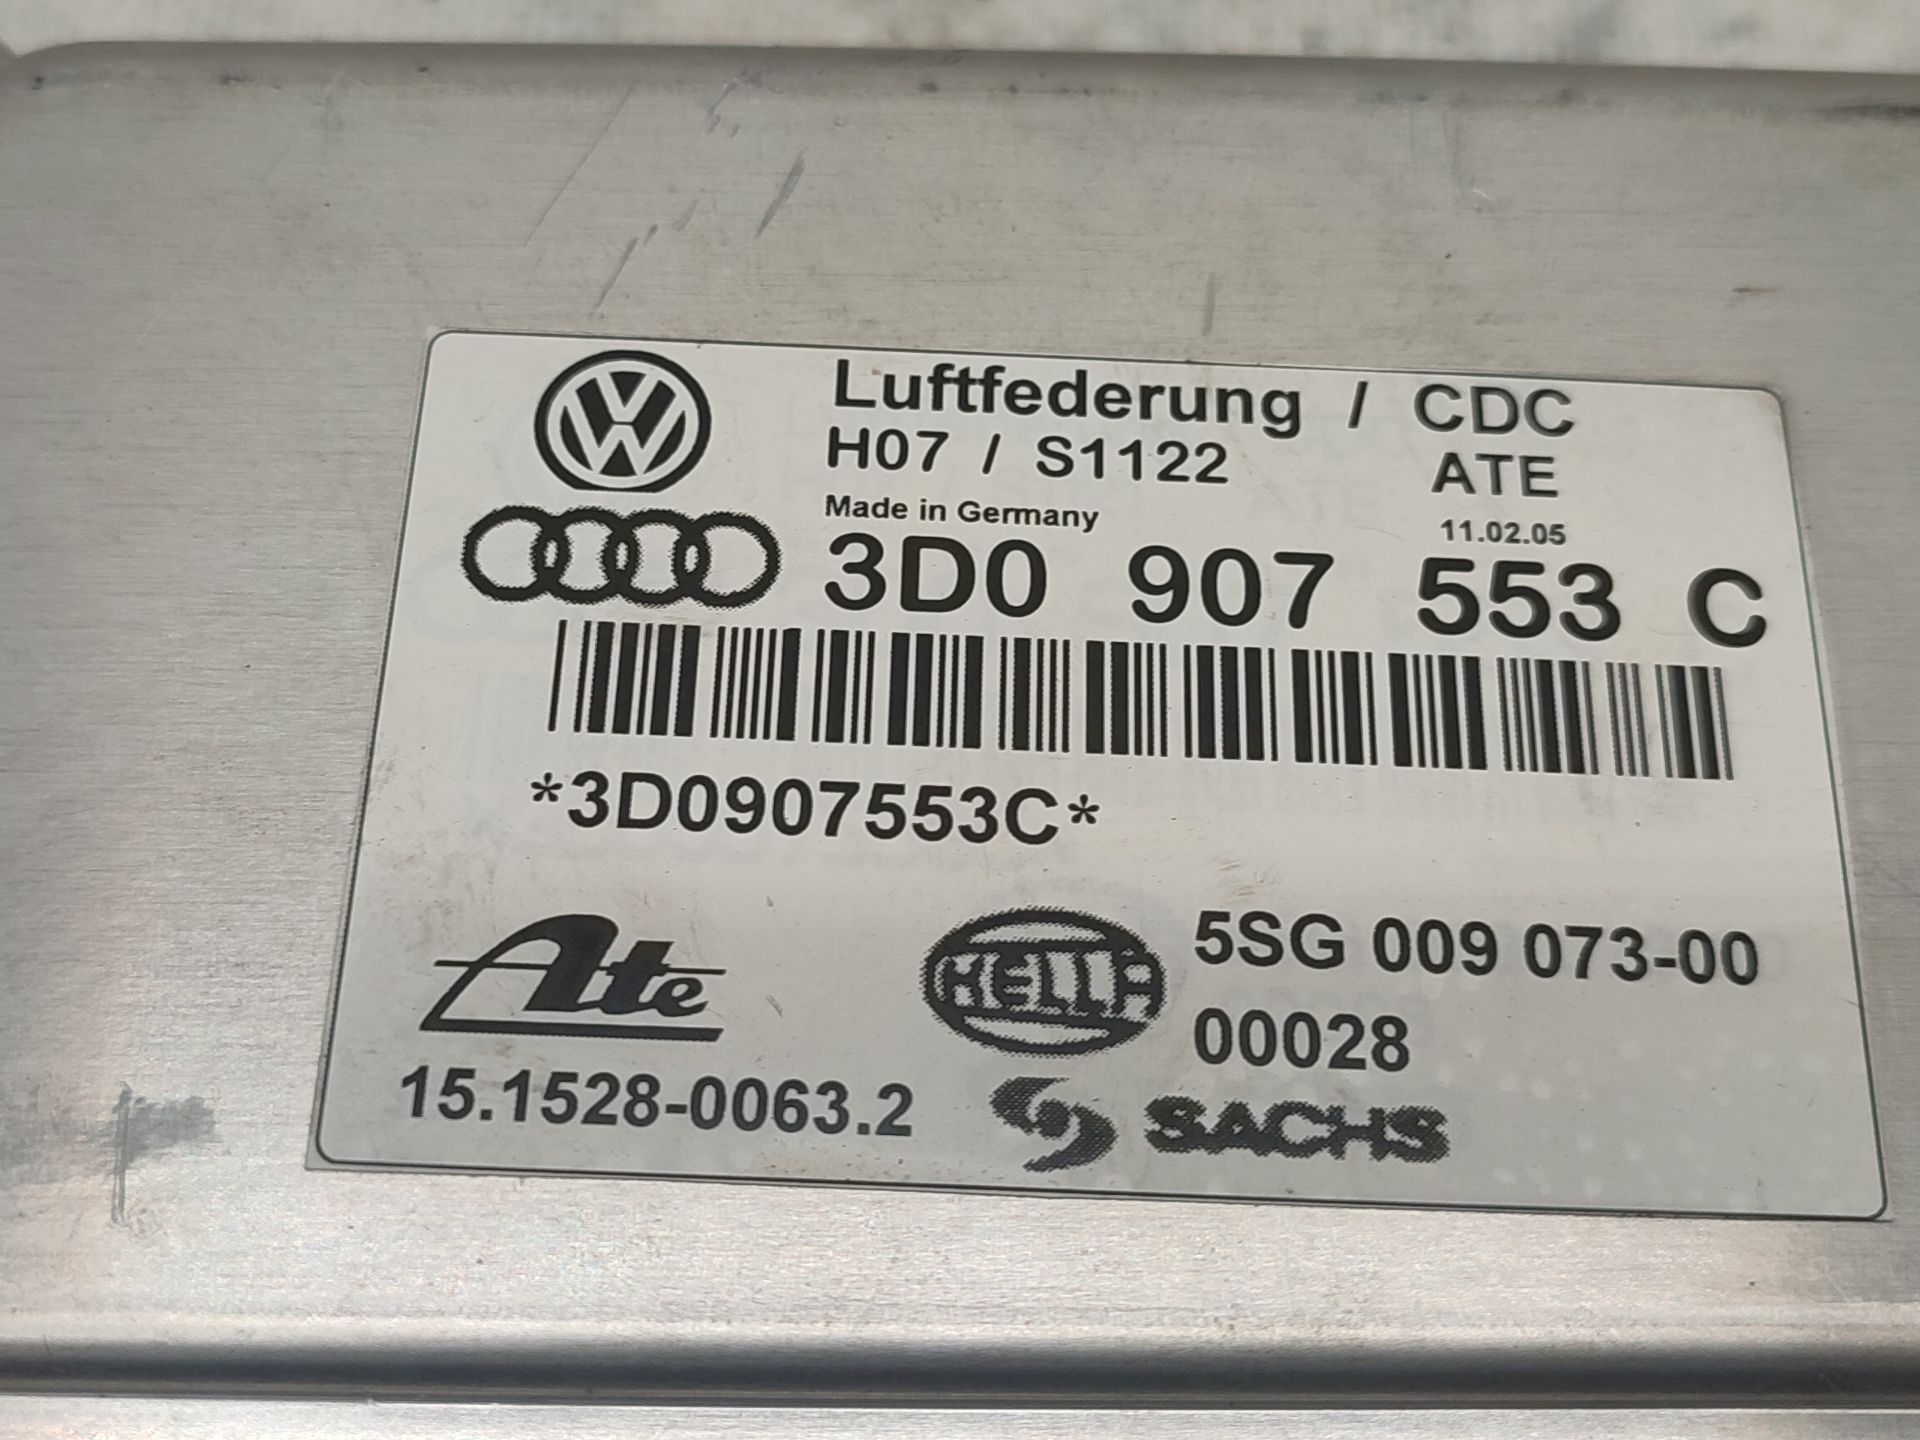 Luftfederung / CDC
H07 / S1122 ATE
Made in Germany 11.02.05
3D0 907 553 C
*3D0907553C*
Ate
HELLA
5SG 009 073-00
00028
15.1528-0063.2
SACHS